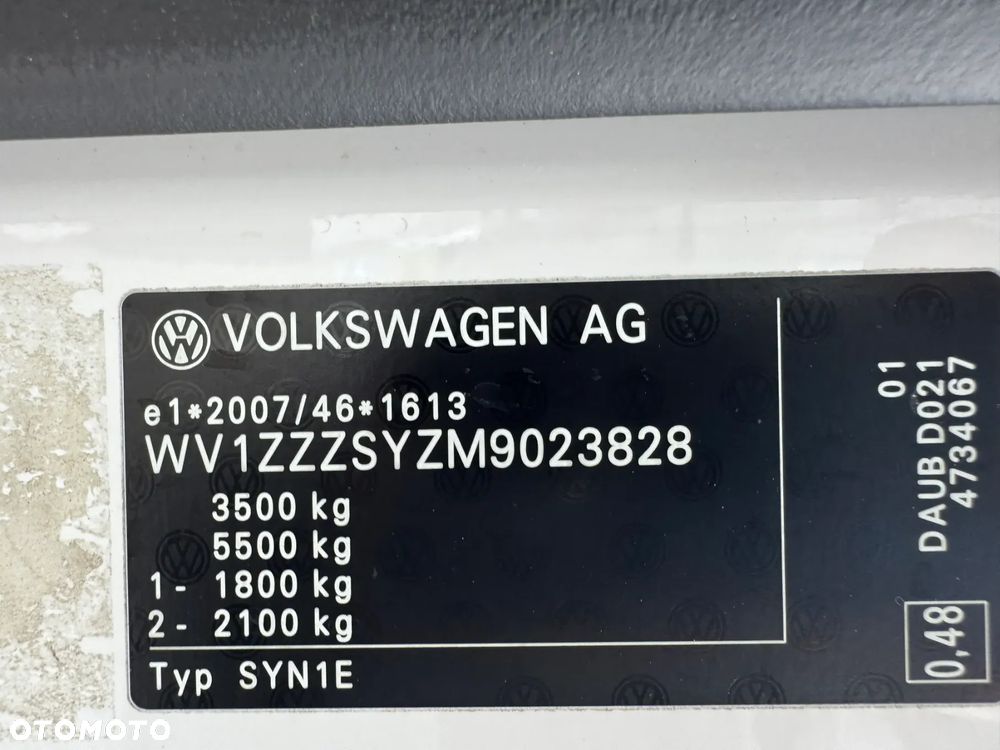 VOLKSWAGEN AG
e1*2007/46*1613
WV1ZZZSYZM9023828
3500 kg
5500 kg
1- 1800 kg
2- 2100 kg
Typ SYN1E
01
DAUB D021
4734067
0,48
OTOMOTO